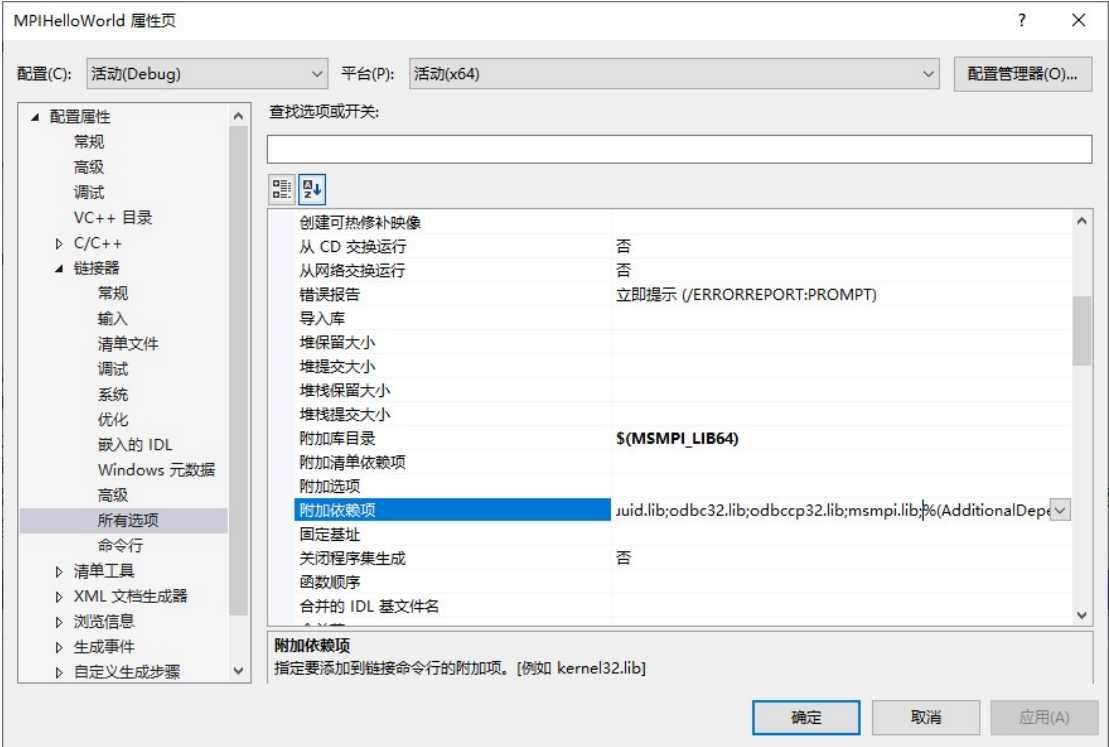 MPIHelloWorld 属性页
? ×
配置(C): 活动(Debug) 平台(P): 活动(x64) 配置管理器(O)...
配置属性
常规
高级
调试
VC++ 目录
C/C++
链接器
常规
输入
清单文件
调试
系统
优化
嵌入的 IDL
Windows 元数据
高级
所有选项
命令行
清单工具
XML 文档生成器
浏览信息
生成事件
自定义生成步骤
查找选项或开关:
创建可热修补映像
从 CD 交换运行 否
从网络交换运行 否
错误报告 立即提示 (/ERRORREPORT:PROMPT)
导入库
堆保留大小
堆提交大小
堆栈保留大小
堆栈提交大小
附加库目录 $(MSMPI_LIB64)
附加清单依赖项
附加选项
附加依赖项 uuid.lib;odbc32.lib;odbccp32.lib;msmpi.lib;%(AdditionalDepe
固定基址
关闭程序集生成 否
函数顺序
合并的 IDL 基文件名
附加依赖项
指定要添加到链接命令行的附加项。[例如 kernel32.lib]
确定 取消 应用(A)